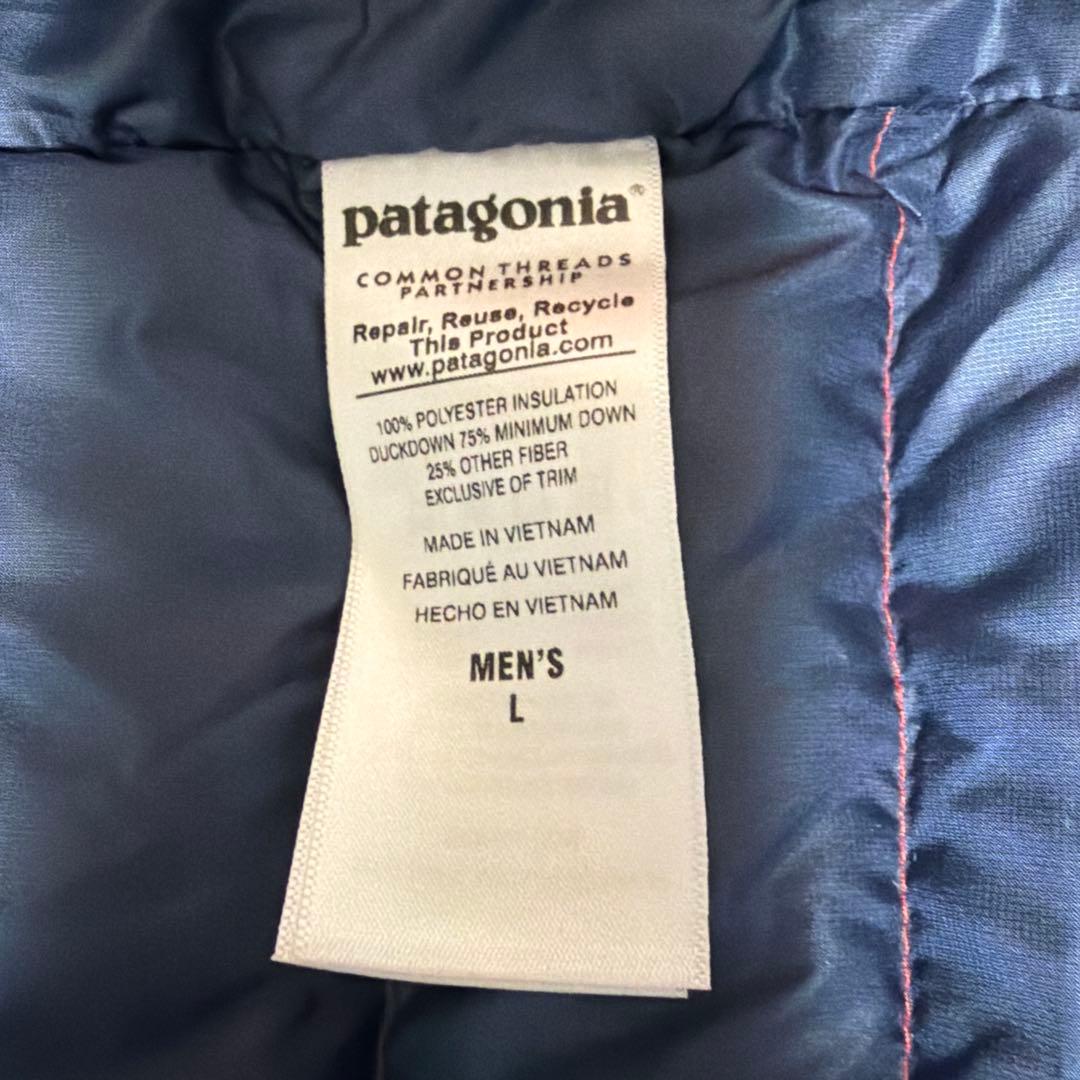 patagonia®
COMMON THREADS
PARTNERSHIP
Repair, Reuse, Recycle
This Product
www.patagonia.com
100% POLYESTER INSULATION
DUCKDOWN 75% MINIMUM DOWN
25% OTHER FIBER
EXCLUSIVE OF TRIM
MADE IN VIETNAM
FABRIQUÉ AU VIETNAM
HECHO EN VIETNAM
MEN'S
L